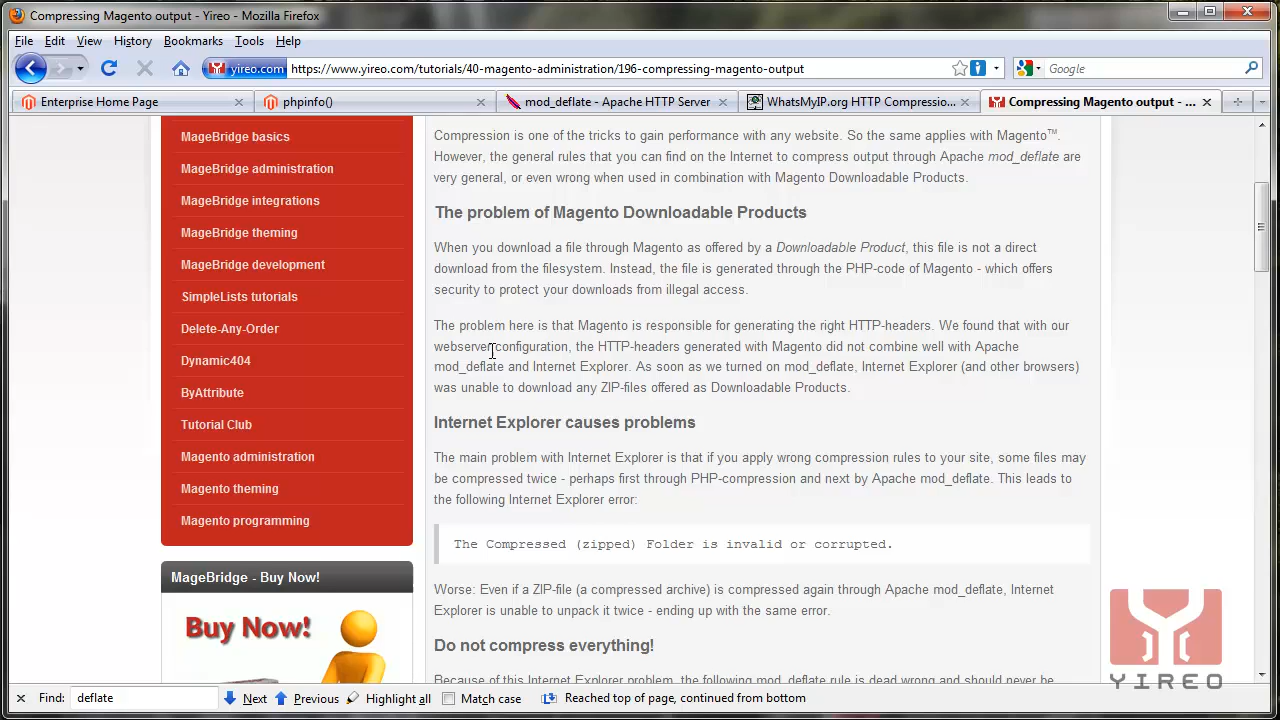 Compressing Magento output - Yireo - Mozilla Firefox
File Edit View History Bookmarks Tools Help
yireo.com https://www.yireo.com/tutorials/40-magento-administration/196-compressing-magento-output
Google
Enterprise Home Page
phpinfo()
mod_deflate - Apache HTTP Server
WhatsMyIP.org HTTP Compressio...
Compressing Magento output - ...
MageBridge basics
MageBridge administration
MageBridge integrations
MageBridge theming
MageBridge development
SimpleLists tutorials
Delete-Any-Order
Dynamic404
ByAttribute
Tutorial Club
Magento administration
Magento theming
Magento programming
MageBridge - Buy Now!
Buy Now!
Compression is one of the tricks to gain performance with any website. So the same applies with Magento™.
However, the general rules that you can find on the Internet to compress output through Apache mod_deflate are
very general, or even wrong when used in combination with Magento Downloadable Products.
The problem of Magento Downloadable Products
When you download a file through Magento as offered by a Downloadable Product, this file is not a direct
download from the filesystem. Instead, the file is generated through the PHP-code of Magento - which offers
security to protect your downloads from illegal access.
The problem here is that Magento is responsible for generating the right HTTP-headers. We found that with our
webserver configuration, the HTTP-headers generated with Magento did not combine well with Apache
mod_deflate and Internet Explorer. As soon as we turned on mod_deflate, Internet Explorer (and other browsers)
was unable to download any ZIP-files offered as Downloadable Products.
Internet Explorer causes problems
The main problem with Internet Explorer is that if you apply wrong compression rules to your site, some files may
be compressed twice - perhaps first through PHP-compression and next by Apache mod_deflate. This leads to
the following Internet Explorer error:
The Compressed (zipped) Folder is invalid or corrupted.
Worse: Even if a ZIP-file (a compressed archive) is compressed again through Apache mod_deflate, Internet
Explorer is unable to unpack it twice - ending up with the same error.
Do not compress everything!
Because of this Internet Explorer problem, the following mod_deflate rule is dead wrong and should never be
YIREO
Find: deflate Next Previous Highlight all Match case Reached top of page, continued from bottom